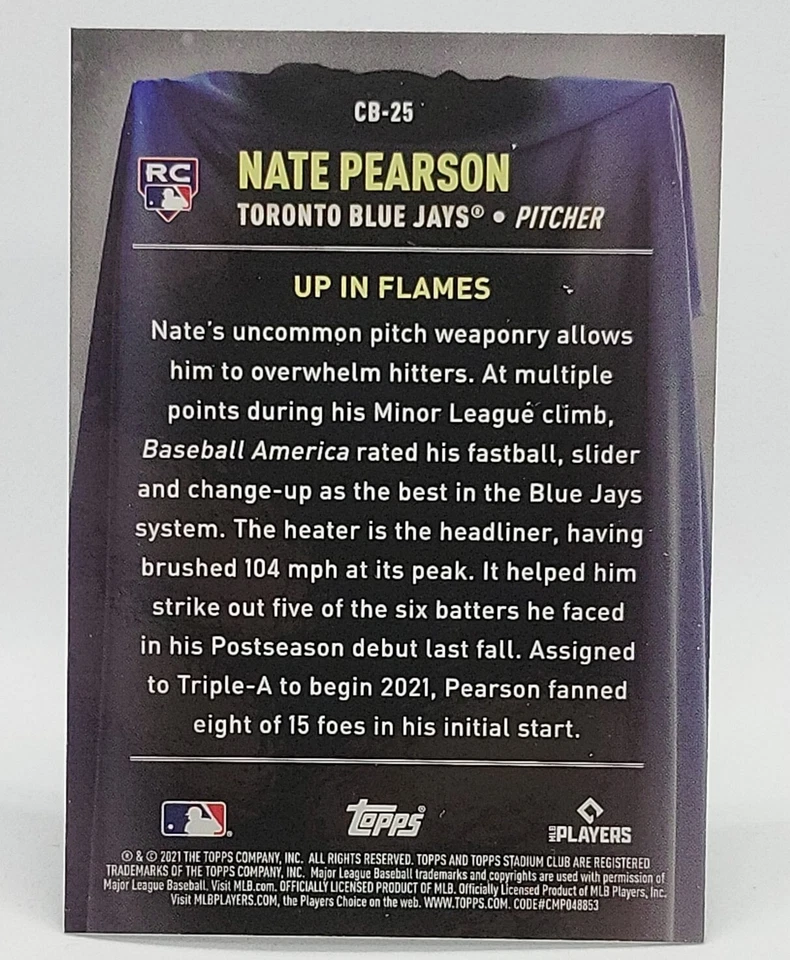 CB-25
RC
NATE PEARSON
TORONTO BLUE JAYS® • PITCHER
UP IN FLAMES
Nate's uncommon pitch weaponry allows
him to overwhelm hitters. At multiple
points during his Minor League climb,
Baseball America rated his fastball, slider
and change-up as the best in the Blue Jays
system. The heater is the headliner, having
brushed 104 mph at its peak. It helped him
strike out five of the six batters he faced
in his Postseason debut last fall. Assigned
to Triple-A to begin 2021, Pearson fanned
eight of 15 foes in his initial start.
Topps®
MLB PLAYERS
® & © 2021 THE TOPPS COMPANY, INC. ALL RIGHTS RESERVED. TOPPS AND TOPPS STADIUM CLUB ARE REGISTERED
TRADEMARKS OF THE TOPPS COMPANY, INC. Major League Baseball trademarks and copyrights are used with permission of
Major League Baseball. Visit MLB.com. OFFICIALLY LICENSED PRODUCT OF MLB. Officially Licensed Product of MLB Players, Inc.
Visit MLBPLAYERS.COM, the Players Choice on the web. WWW.TOPPS.COM. CODE#CMP048853